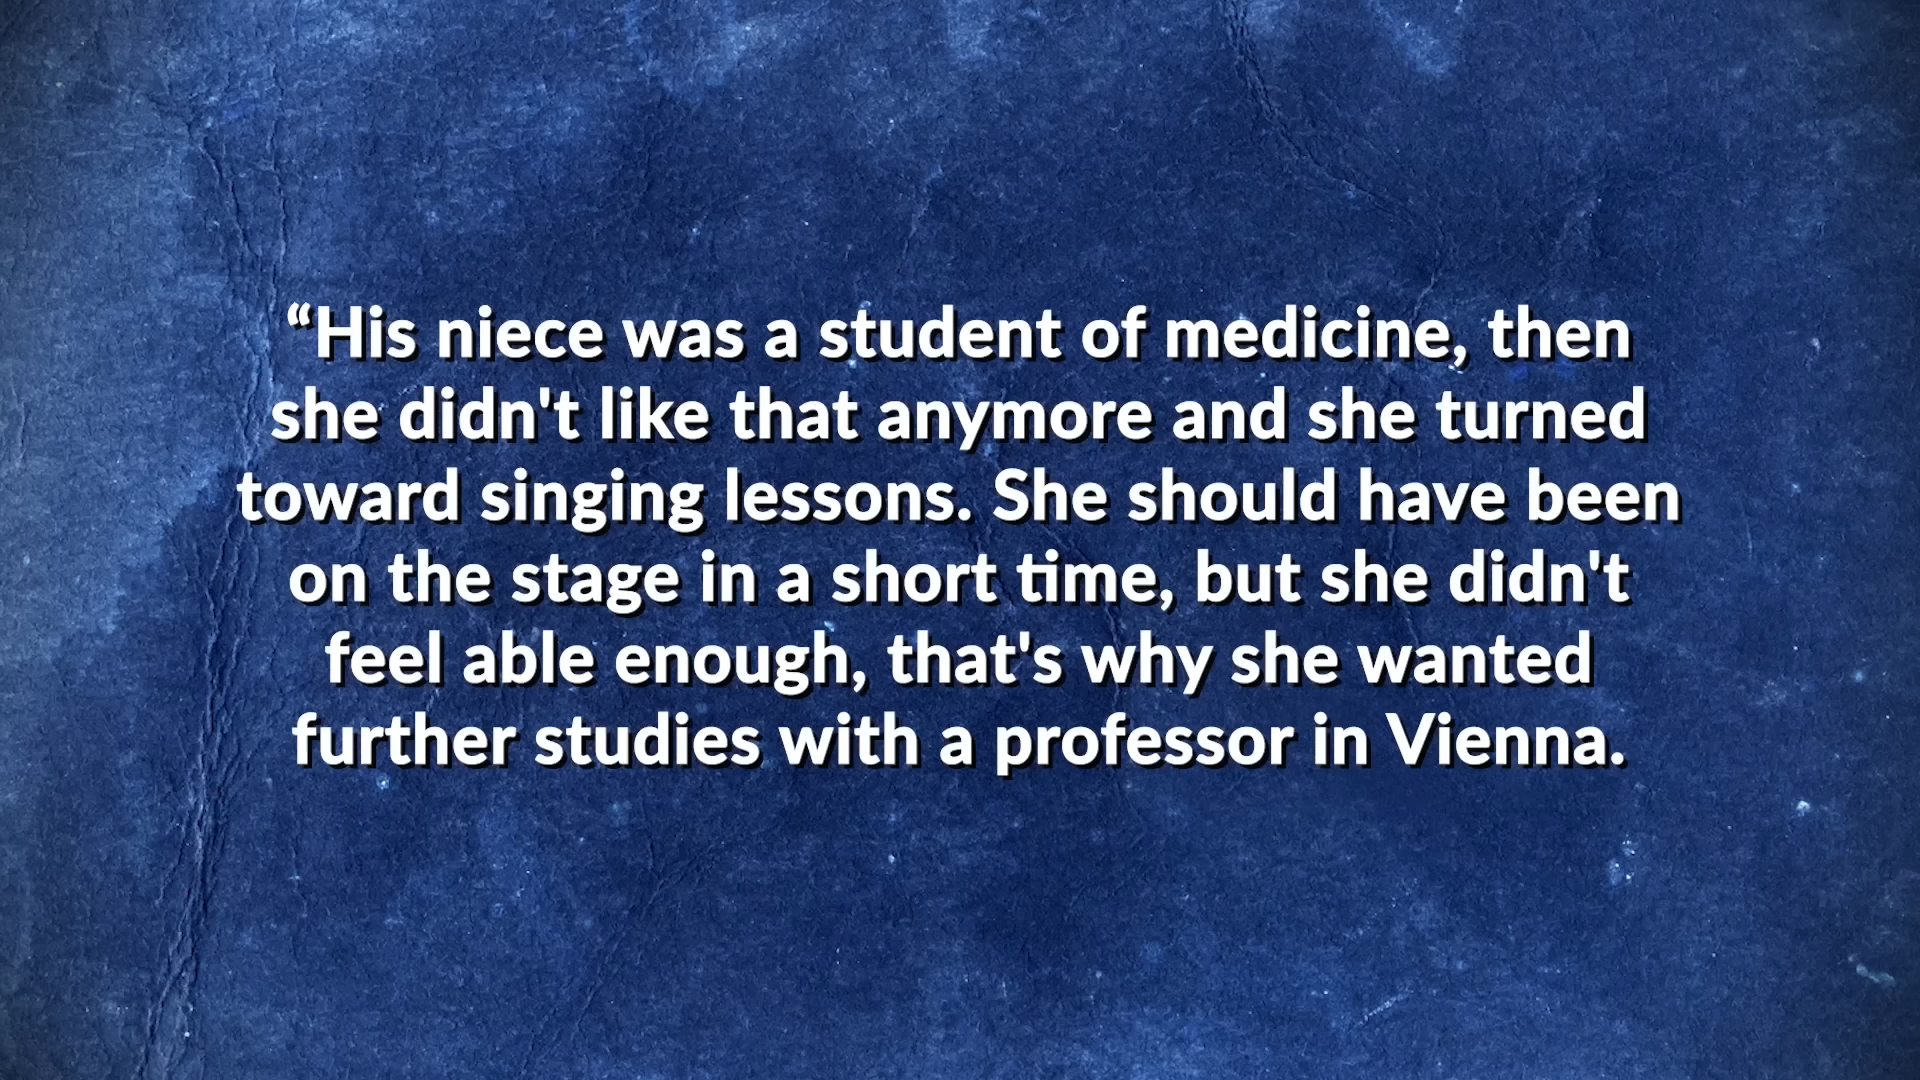 “His niece was a student of medicine, then
she didn't like that anymore and she turned
toward singing lessons. She should have been
on the stage in a short time, but she didn't
feel able enough, that's why she wanted
further studies with a professor in Vienna.